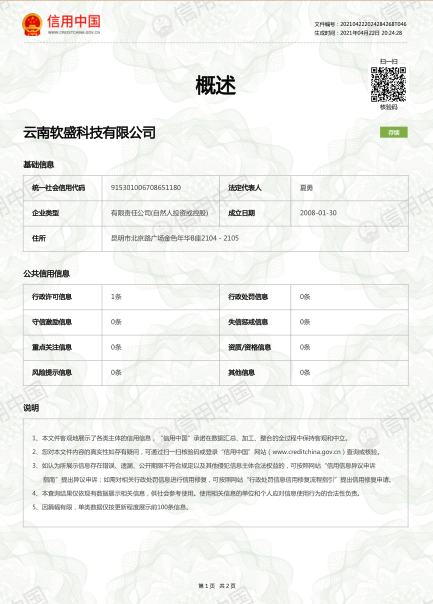 信用中国
WWW.CREDITCHINA.GOV.CN
文件编号：20210422202428426BT046
生成时间：2021年04月22日 20:24:28
扫一扫
核验码
概述
云南软盛科技有限公司
存续
基础信息
统一社会信用代码 915301006708651180 法定代表人 夏勇
企业类型 有限责任公司(自然人投资或控股) 成立日期 2008-01-30
住所 昆明市北京路广场金色年华B座2104－2105
公共信用信息
行政许可信息 1条 行政处罚信息 0条
守信激励信息 0条 失信惩戒信息 0条
重点关注信息 0条 资质/资格信息 0条
风险提示信息 0条 其他信息 0条
说明
1、本文件客观地展示了各类主体的信用信息，“信用中国”承诺在数据汇总、加工、整合的全过程中保持客观和中立。
2、您对本文件内容的真实性如存有疑问，可通过扫一扫核验码或登录“信用中国”网站（www.creditchina.gov.cn）查询或核验。
3、如认为所展示信息存在错误、遗漏、公开期限不符合规定以及其他侵犯信息主体合法权益的，可按照网站“信用信息异议申诉
指南”提出异议申诉；如需对相关行政处罚信息进行信用修复，可按照网站“行政处罚信息信用修复流程指引”提出信用修复申请。
4、本查询结果仅依现有数据展示相关信息，供社会参考使用。使用相关信息的单位和个人应对信息使用行为的合法性负责。
5、因篇幅有限，单类数据仅按更新程度展示前100条信息。
第 1 页 共 2 页